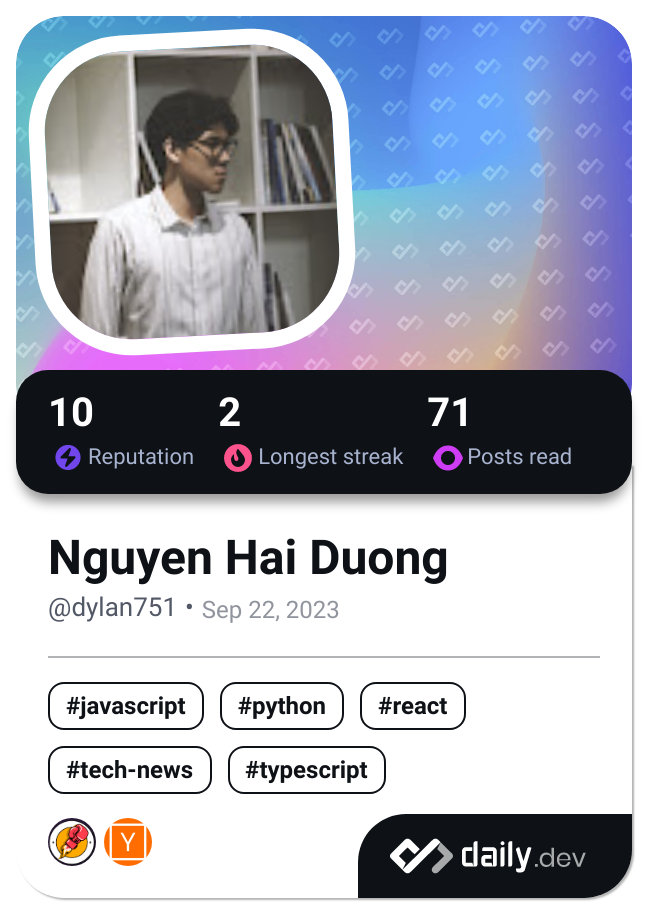 10 2 71
Reputation Longest streak Posts read
Nguyen Hai Duong
@dylan751 • Sep 22, 2023
#javascript #python #react
#tech-news #typescript
Y
daily.dev